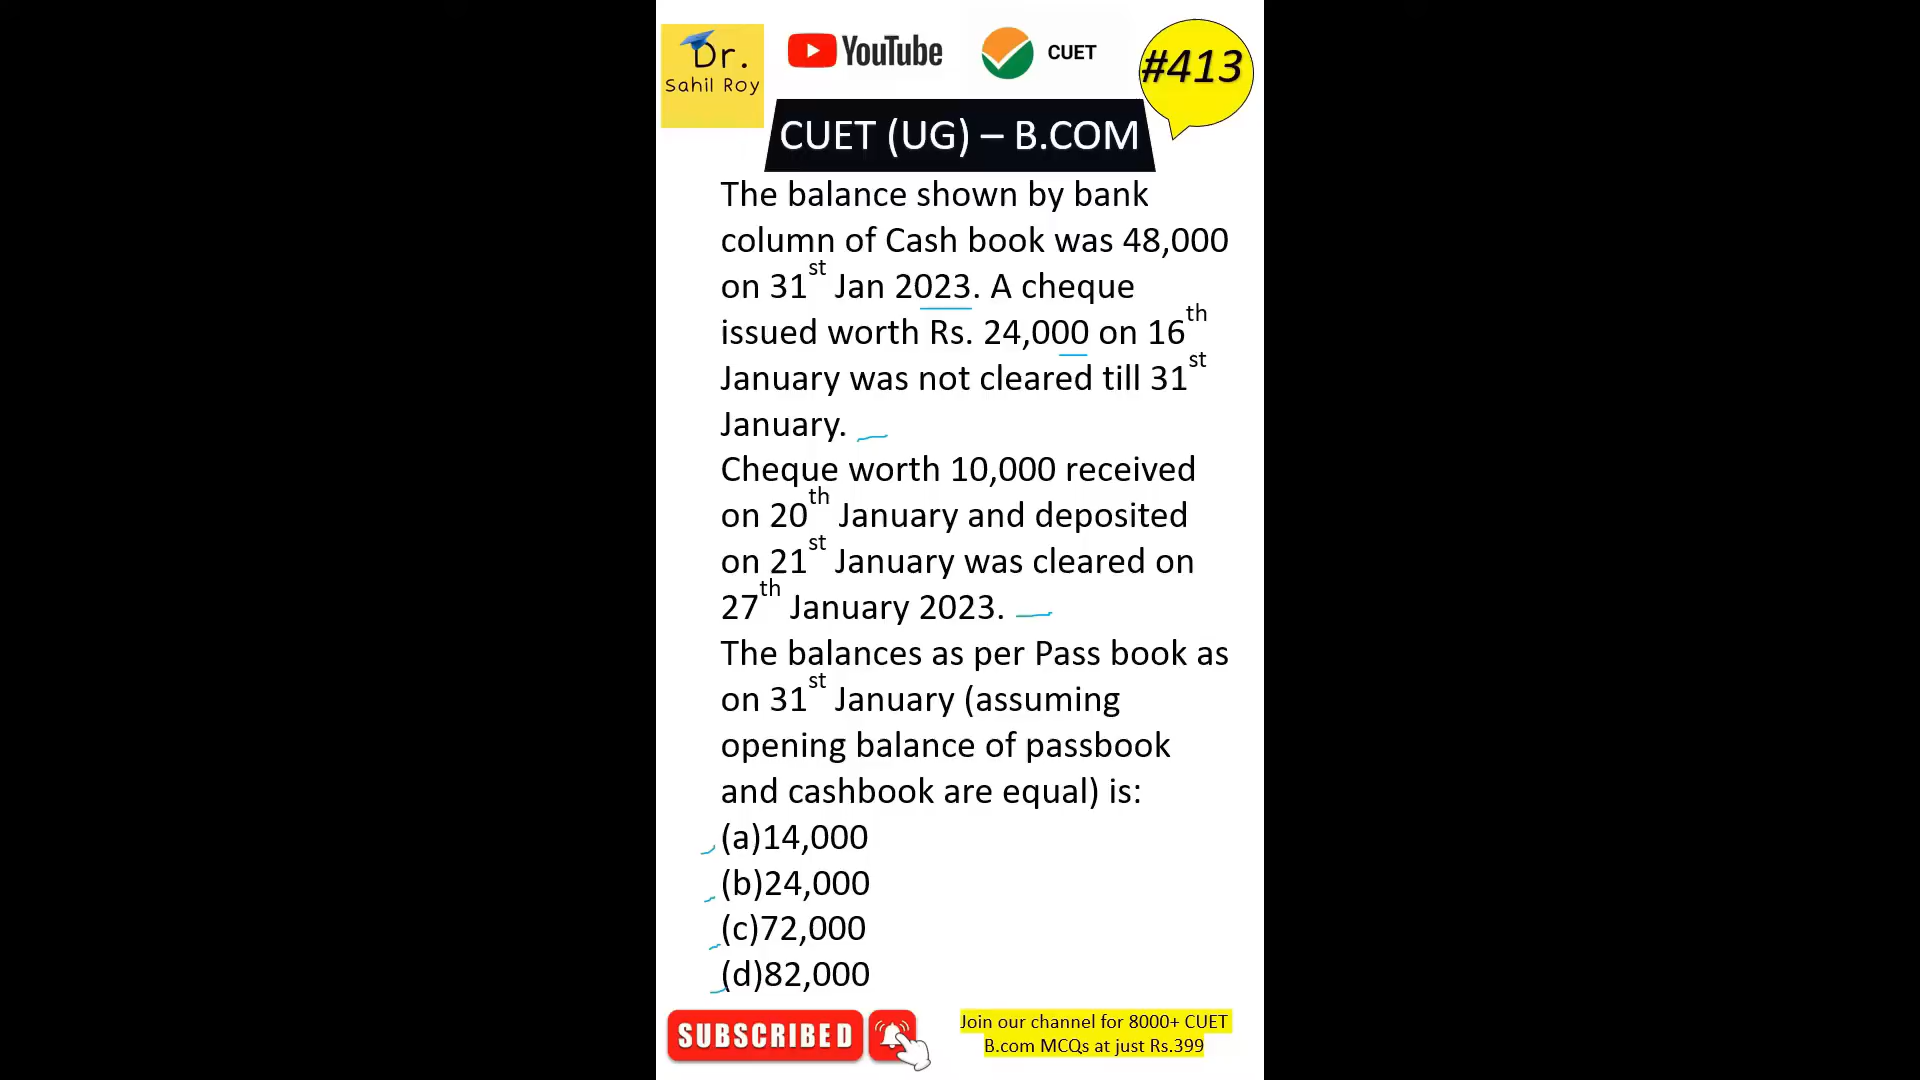 Dr.
Sahil Roy
YouTube
CUET
#413
CUET (UG) – B.COM
The balance shown by bank
column of Cash book was 48,000
on 31st Jan 2023. A cheque
issued worth Rs. 24,000 on 16th
January was not cleared till 31st
January.
Cheque worth 10,000 received
on 20th January and deposited
on 21st January was cleared on
27th January 2023.
The balances as per Pass book as
on 31st January (assuming
opening balance of passbook
and cashbook are equal) is:
(a)14,000
(b)24,000
(c)72,000
(d)82,000
SUBSCRIBED
Join our channel for 8000+ CUET
B.com MCQs at just Rs.399